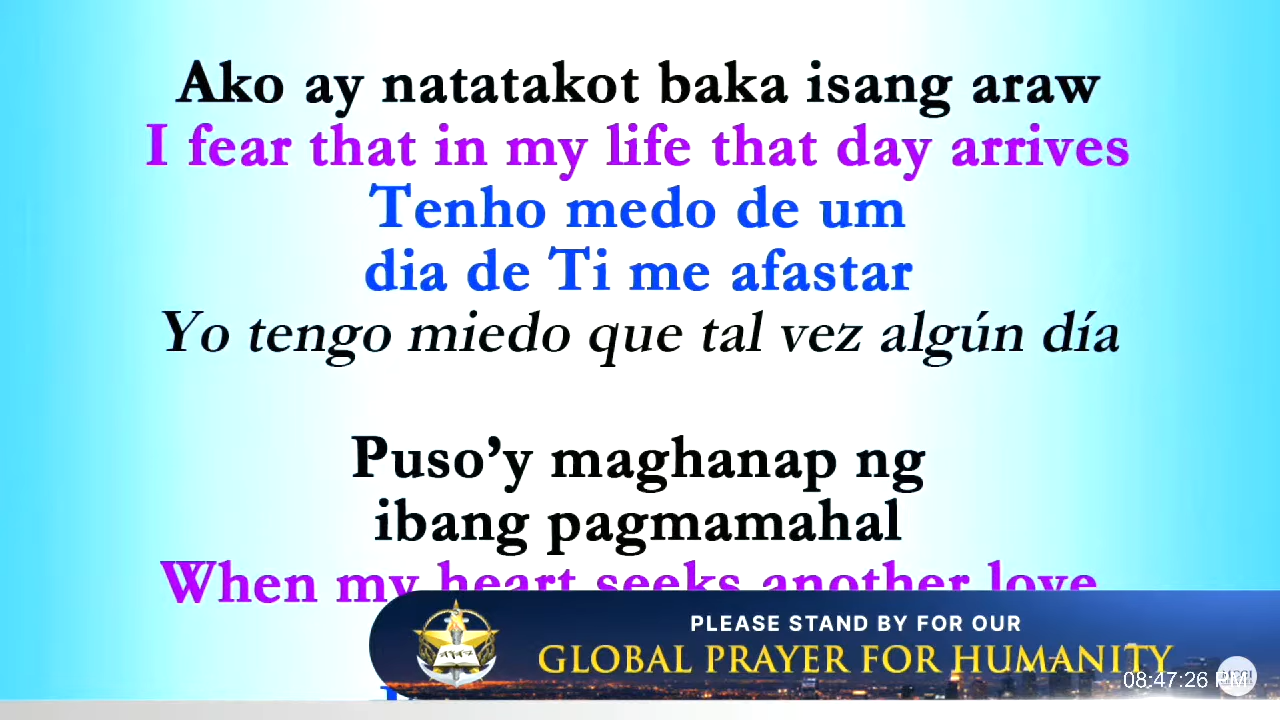 Ako ay natatakot baka isang araw
I fear that in my life that day arrives
Tenho medo de um
dia de Ti me afastar
Yo tengo miedo que tal vez algún día
Puso’y maghanap ng
ibang pagmamahal
When my heart seeks another love
PLEASE STAND BY FOR OUR
GLOBAL PRAYER FOR HUMANITY
08:47:26 PM